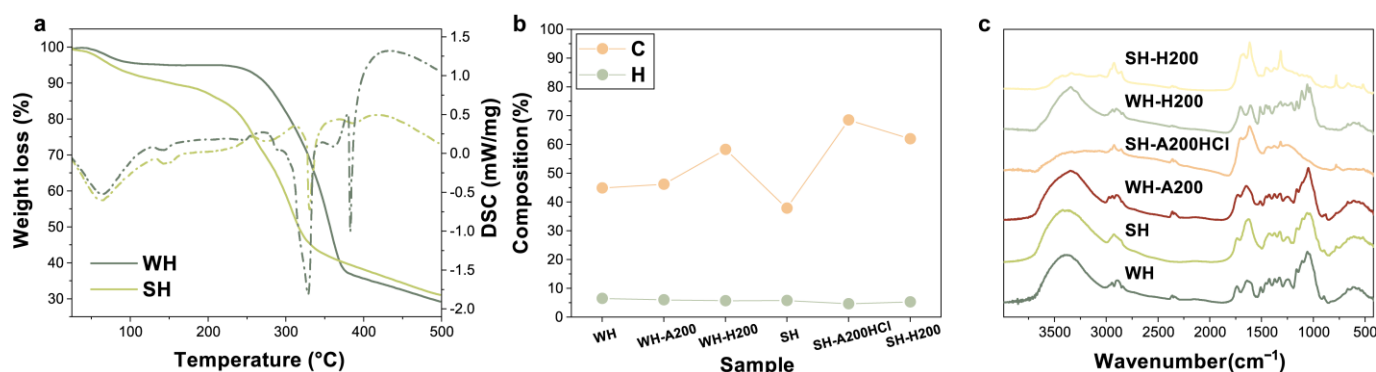 a
100
90
80
70
60
50
40
30
Weight loss (%)
WH
SH
100
200
300
400
500
Temperature (°C)
1.5
1.0
0.5
0.0
-0.5
-1.0
-1.5
-2.0
DSC (mW/mg)
b
100
90
80
70
60
50
40
30
20
10
0
Composition (%)
C
H
WH
WH-A200
WH-H200
SH
SH-A200HCl
SH-H200
Sample
c
SH-H200
WH-H200
SH-A200HCl
WH-A200
SH
WH
3500
3000
2500
2000
1500
1000
500
Wavenumber (cm⁻¹)